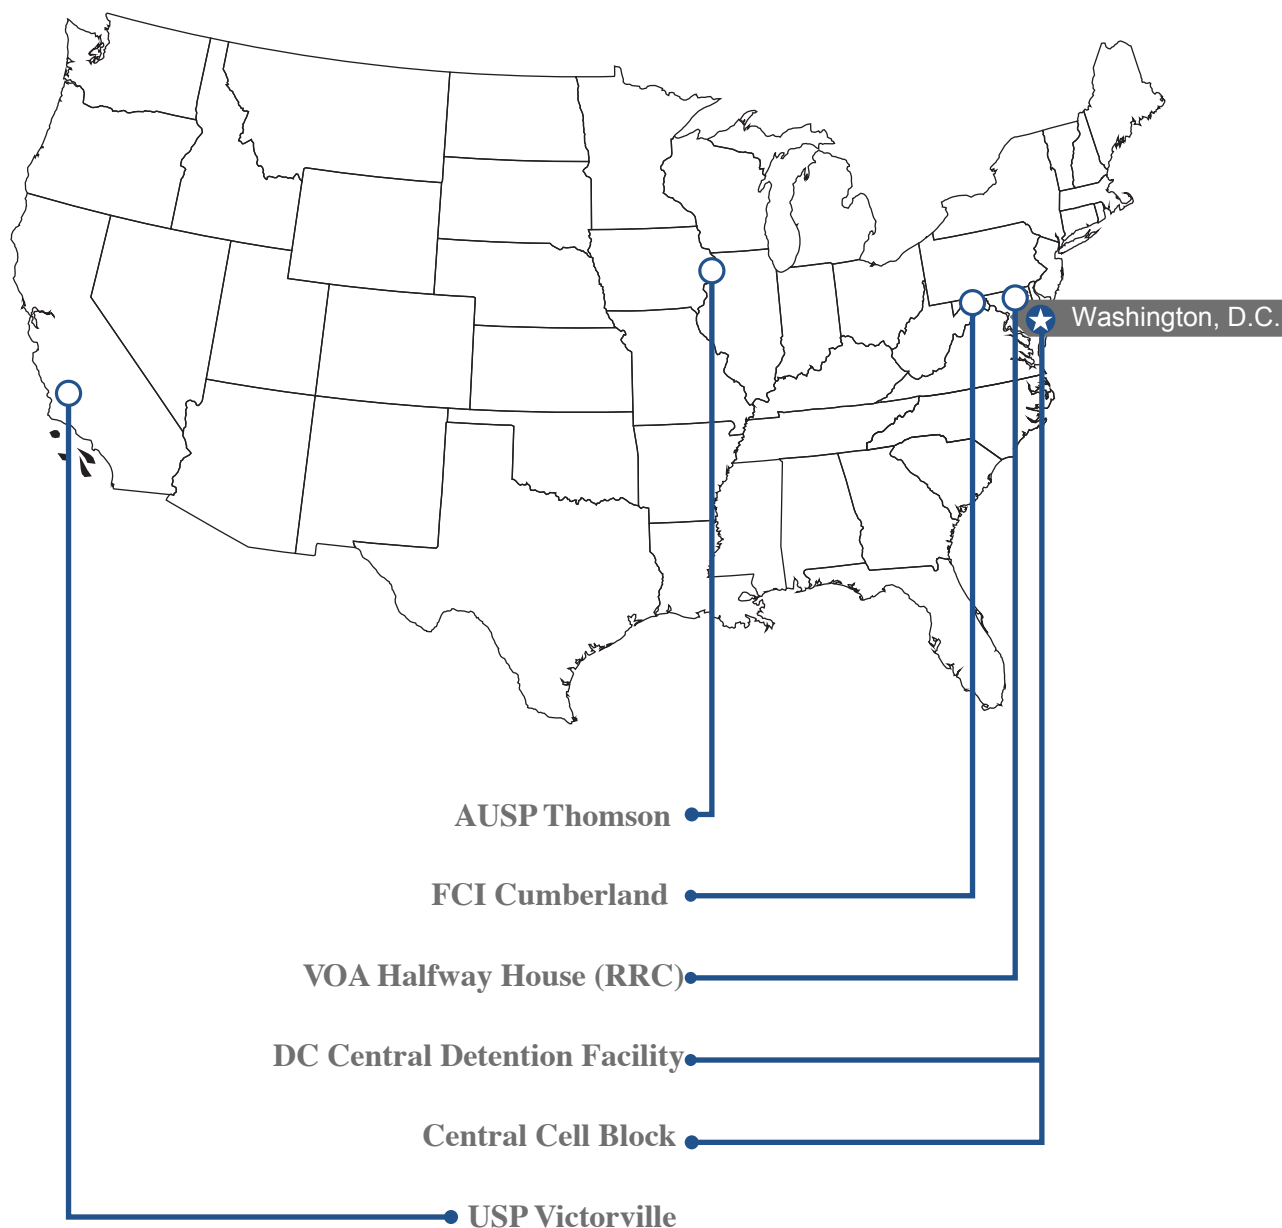 Washington, D.C.
AUSP Thomson
FCI Cumberland
VOA Halfway House (RRC)
DC Central Detention Facility
Central Cell Block
USP Victorville